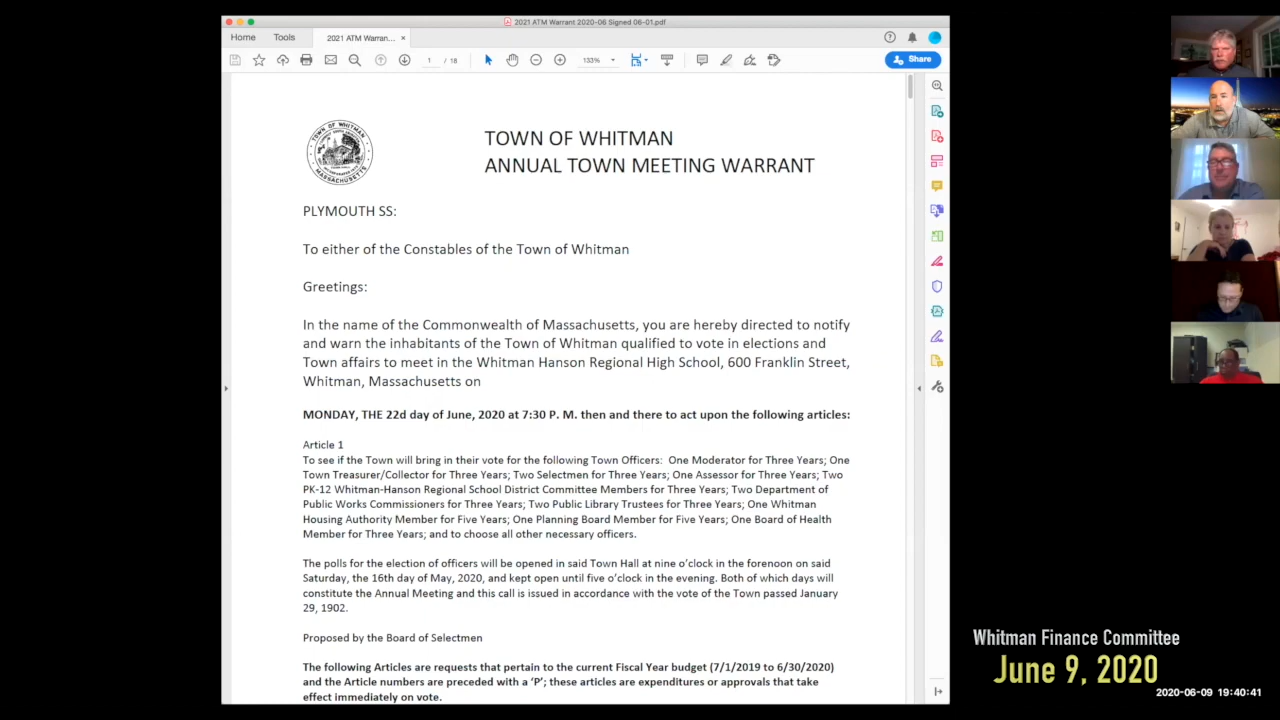 2021 ATM Warrant 2020-06 Signed 06-01.pdf
Home Tools 2021 ATM Warran... ×
1 / 18 133% Share
TOWN OF WHITMAN
MASSACHUSETTS
TOWN OF WHITMAN
ANNUAL TOWN MEETING WARRANT
PLYMOUTH SS:
To either of the Constables of the Town of Whitman
Greetings:
In the name of the Commonwealth of Massachusetts, you are hereby directed to notify
and warn the inhabitants of the Town of Whitman qualified to vote in elections and
Town affairs to meet in the Whitman Hanson Regional High School, 600 Franklin Street,
Whitman, Massachusetts on
MONDAY, THE 22d day of June, 2020 at 7:30 P. M. then and there to act upon the following articles:
Article 1
To see if the Town will bring in their vote for the following Town Officers: One Moderator for Three Years; One
Town Treasurer/Collector for Three Years; Two Selectmen for Three Years; One Assessor for Three Years; Two
PK-12 Whitman-Hanson Regional School District Committee Members for Three Years; Two Department of
Public Works Commissioners for Three Years; Two Public Library Trustees for Three Years; One Whitman
Housing Authority Member for Five Years; One Planning Board Member for Five Years; One Board of Health
Member for Three Years; and to choose all other necessary officers.
The polls for the election of officers will be opened in said Town Hall at nine o’clock in the forenoon on said
Saturday, the 16th day of May, 2020, and kept open until five o’clock in the evening. Both of which days will
constitute the Annual Meeting and this call is issued in accordance with the vote of the Town passed January
29, 1902.
Proposed by the Board of Selectmen
The following Articles are requests that pertain to the current Fiscal Year budget (7/1/2019 to 6/30/2020)
and the Article numbers are preceded with a ‘P’; these articles are expenditures or approvals that take
effect immediately on vote.
Whitman Finance Committee
June 9, 2020
2020-06-09 19:40:41